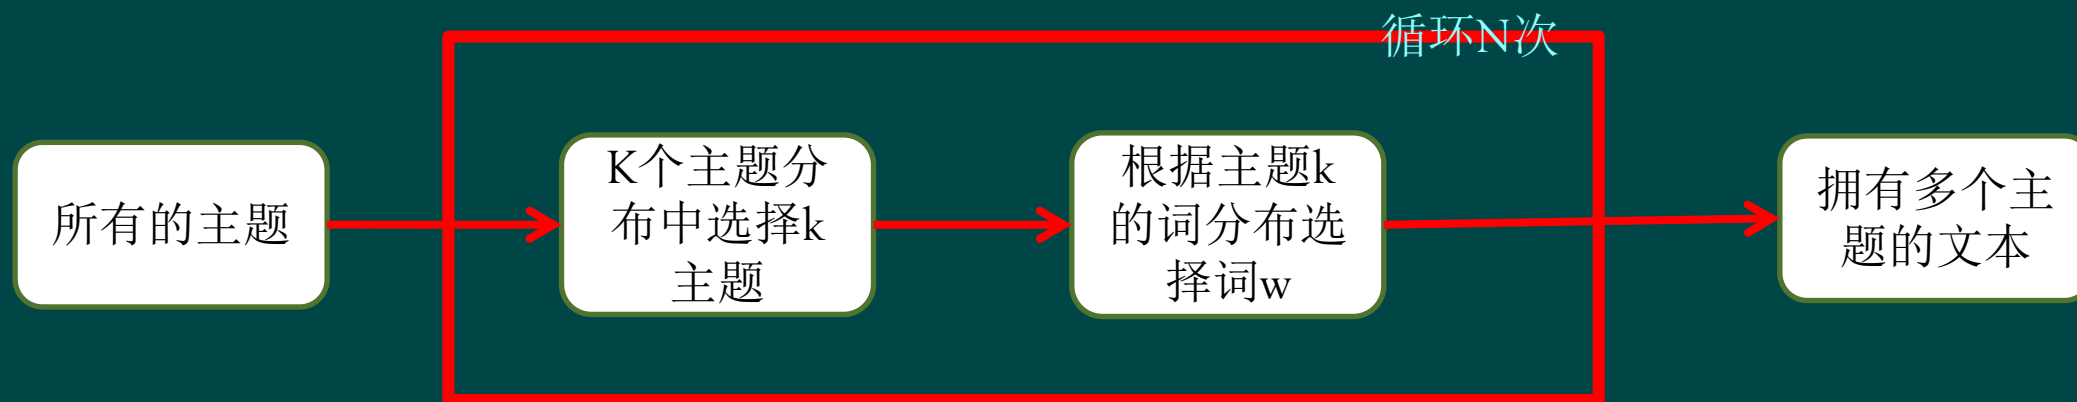 循环N次
所有的主题
K个主题分
布中选择k
主题
根据主题k
的词分布选
择词w
拥有多个主
题的文本